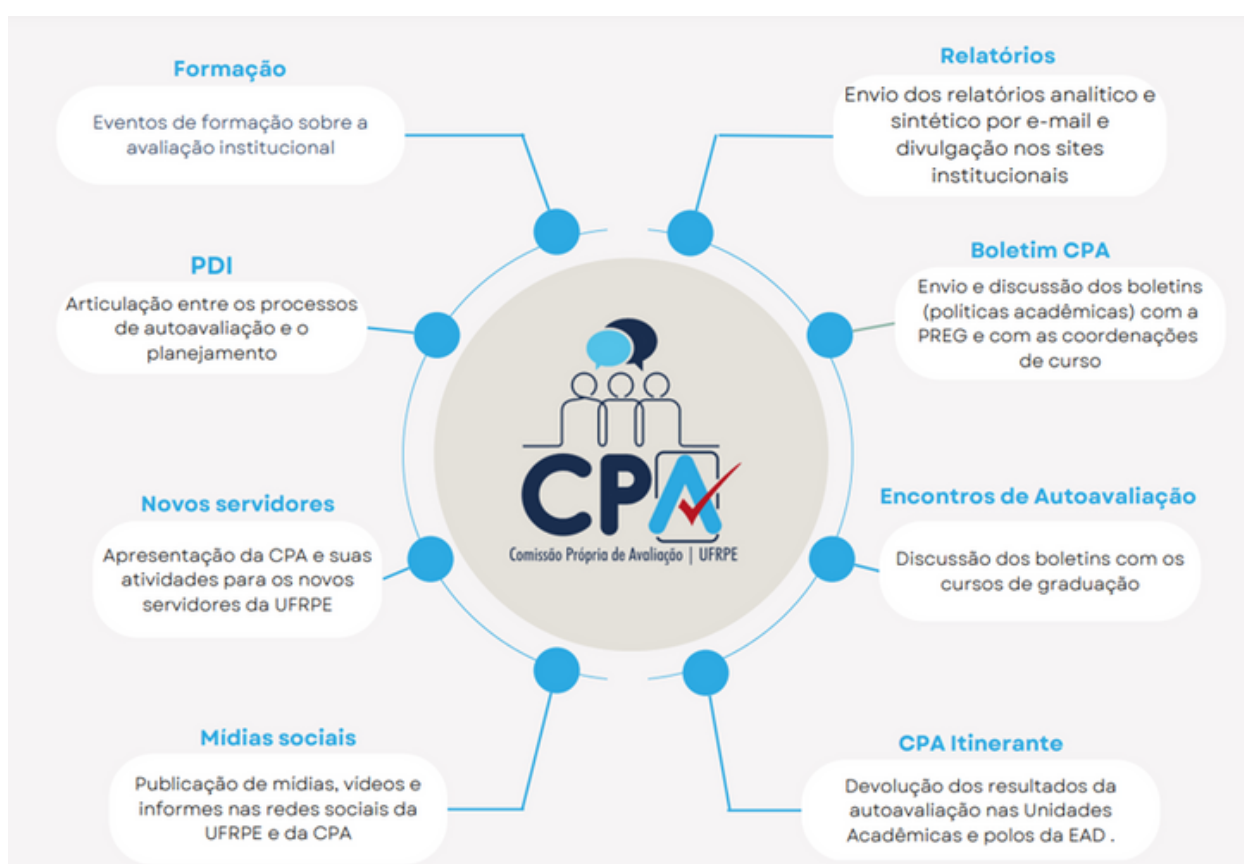 Formação
Eventos de formação sobre a
avaliação institucional
PDI
Articulação entre os processos
de autoavaliação e o
planejamento
Novos servidores
Apresentação da CPA e suas
atividades para os novos
servidores da UFRPE
Mídias sociais
Publicação de mídias, vídeos e
informes nas redes sociais da
UFRPE e da CPA
CPA
Comissão Própria de Avaliação | UFRPE
Relatórios
Envio dos relatórios analítico e
sintético por e-mail e
divulgação nos sites
institucionais
Boletim CPA
Envio e discussão dos boletins
(políticas acadêmicas) com a
PREG e com as coordenações
de curso
Encontros de Autoavaliação
Discussão dos boletins com os
cursos de graduação
CPA Itinerante
Devolução dos resultados da
autoavaliação nas Unidades
Acadêmicas e polos da EAD .